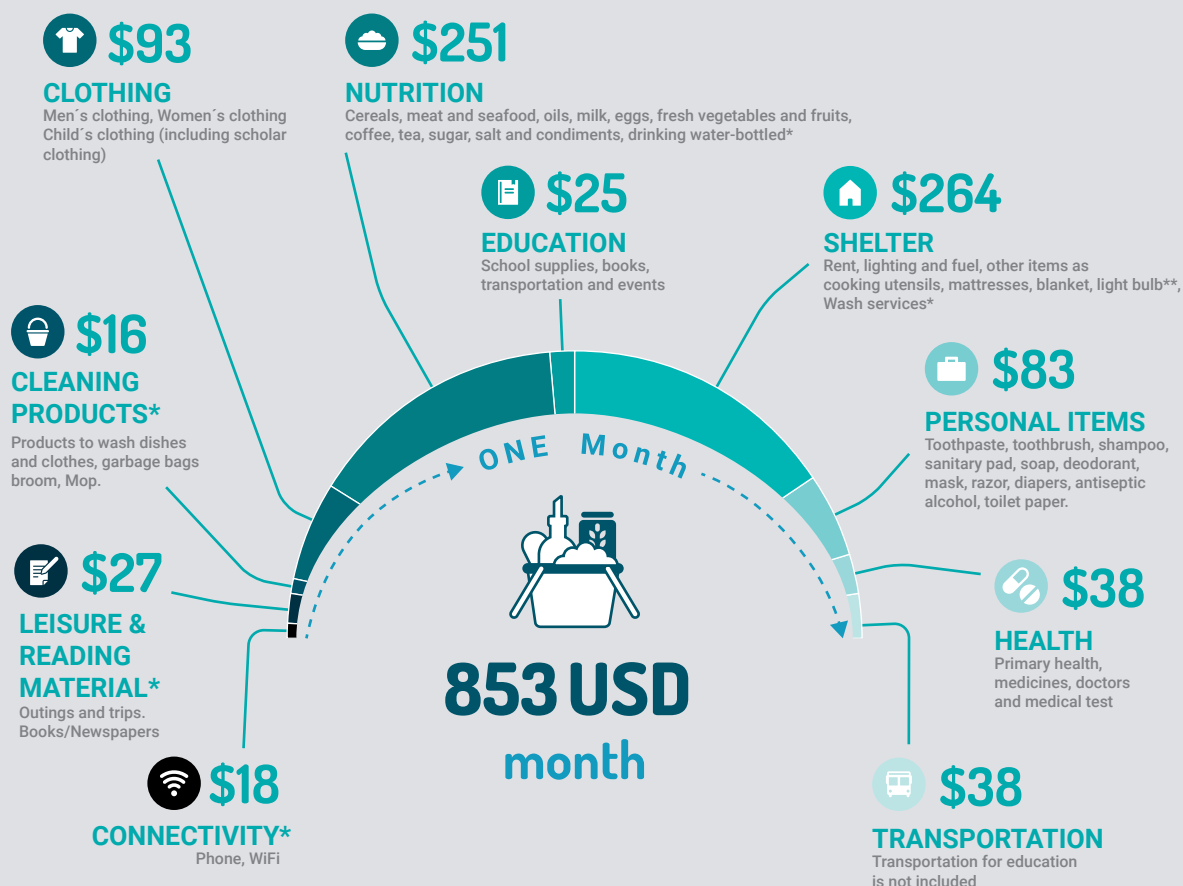 $93
CLOTHING
Men´s clothing, Women´s clothing
Child´s clothing (including scholar
clothing)
$251
NUTRITION
Cereals, meat and seafood, oils, milk, eggs, fresh vegetables and fruits,
coffee, tea, sugar, salt and condiments, drinking water-bottled*
$25
EDUCATION
School supplies, books,
transportation and events
$264
SHELTER
Rent, lighting and fuel, other items as
cooking utensils, mattresses, blanket, light bulb**,
Wash services*
$16
CLEANING
PRODUCTS*
Products to wash dishes
and clothes, garbage bags
broom, Mop.
$83
PERSONAL ITEMS
Toothpaste, toothbrush, shampoo,
sanitary pad, soap, deodorant,
mask, razor, diapers, antiseptic
alcohol, toilet paper.
ONE Month
$27
LEISURE &
READING
MATERIAL*
Outings and trips.
Books/Newspapers
$38
HEALTH
Primary health,
medicines, doctors
and medical test
853 USD
month
$18
CONNECTIVITY*
Phone, WiFi
$38
TRANSPORTATION
Transportation for education
is not included